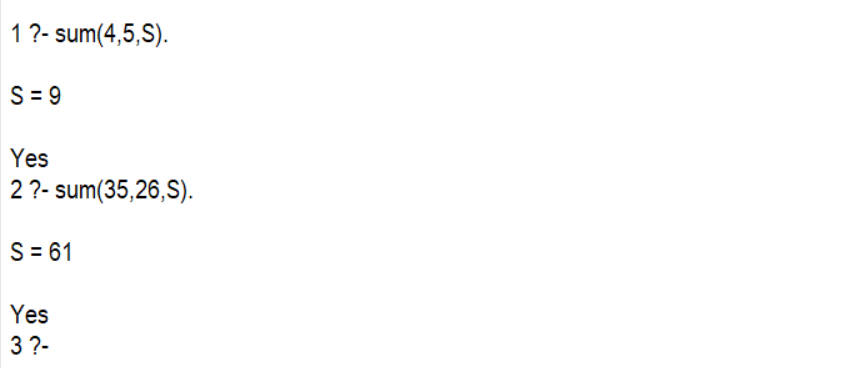 1 ?- sum(4,5,S).
S = 9
Yes
2 ?- sum(35,26,S).
S = 61
Yes
3 ?-